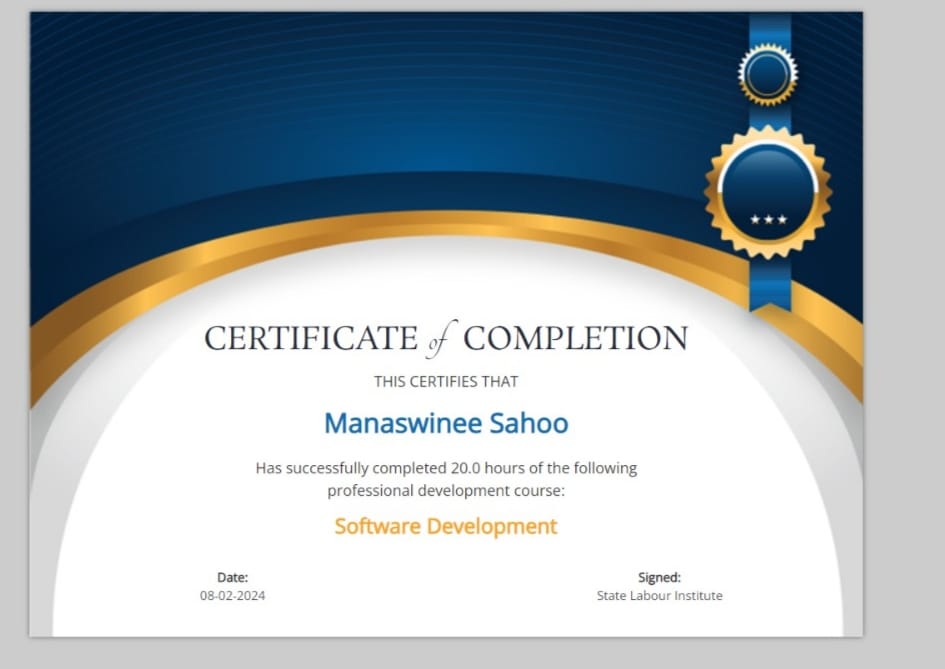 CERTIFICATE of COMPLETION
THIS CERTIFIES THAT
Manaswinee Sahoo
Has successfully completed 20.0 hours of the following
professional development course:
Software Development
Date:
08-02-2024
Signed:
State Labour Institute